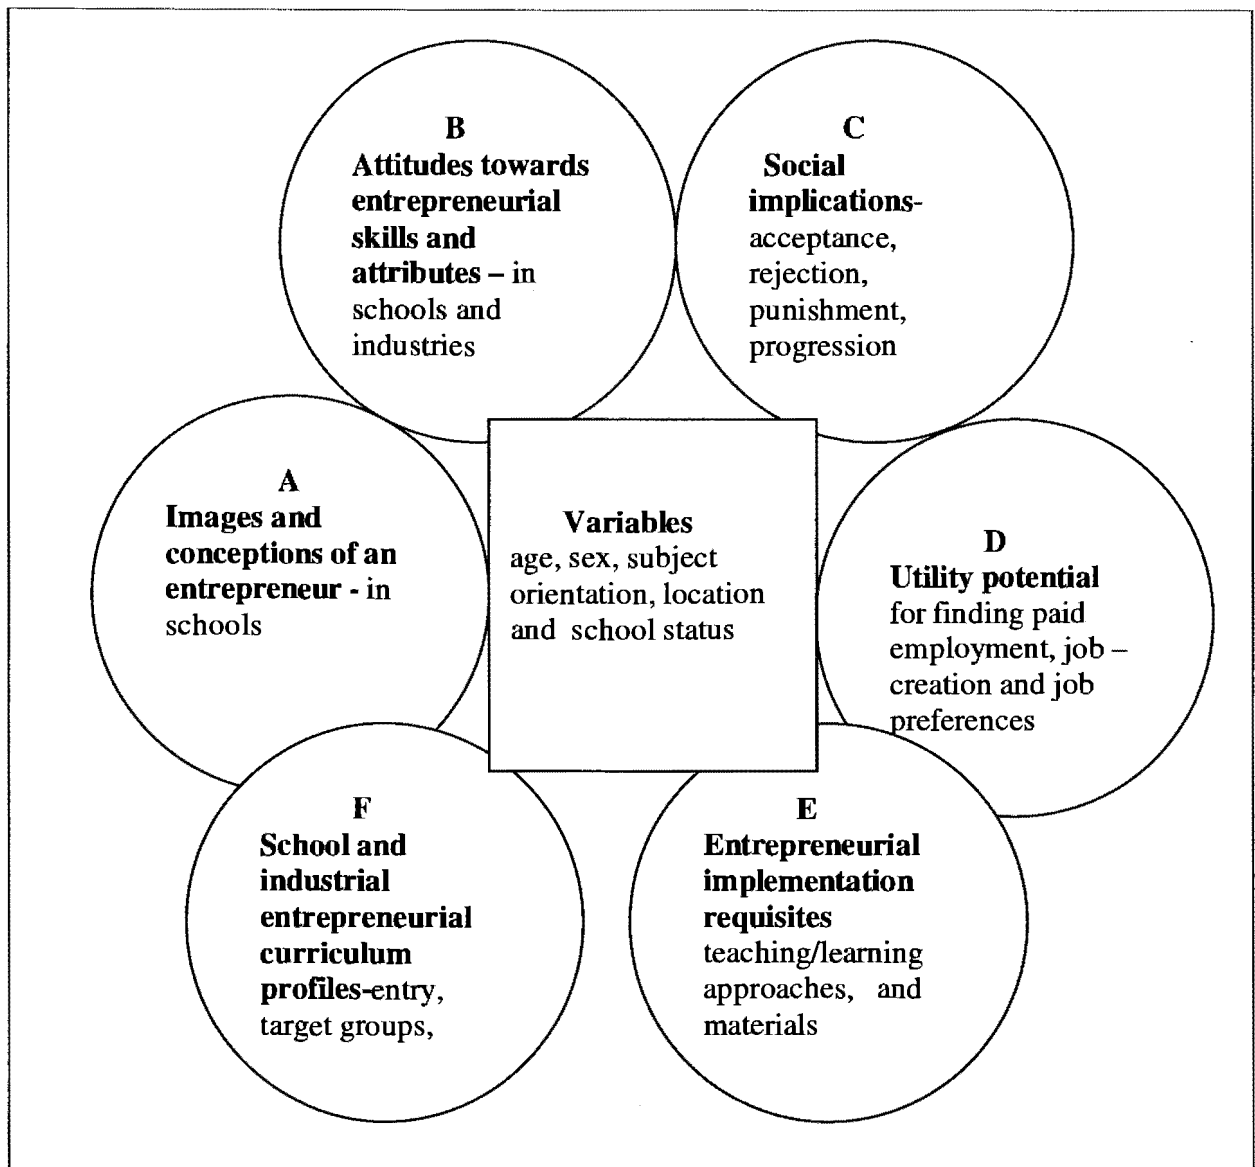 B
Attitudes towards
entrepreneurial
skills and
attributes – in
schools and
industries
C
Social
implications-
acceptance,
rejection,
punishment,
progression
A
Images and
conceptions of an
entrepreneur - in
schools
Variables
age, sex, subject
orientation, location
and school status
D
Utility potential
for finding paid
employment, job –
creation and job
preferences
F
School and
industrial
entrepreneurial
curriculum
profiles-entry,
target groups,
E
Entrepreneurial
implementation
requisites
teaching/learning
approaches, and
materials